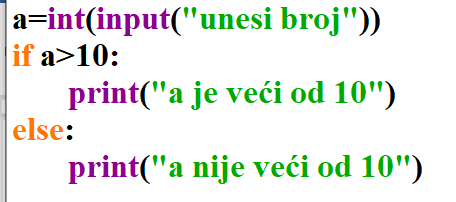 a=int(input("unesi broj"))
if a>10:
print("a je veći od 10")
else:
print("a nije veći od 10")